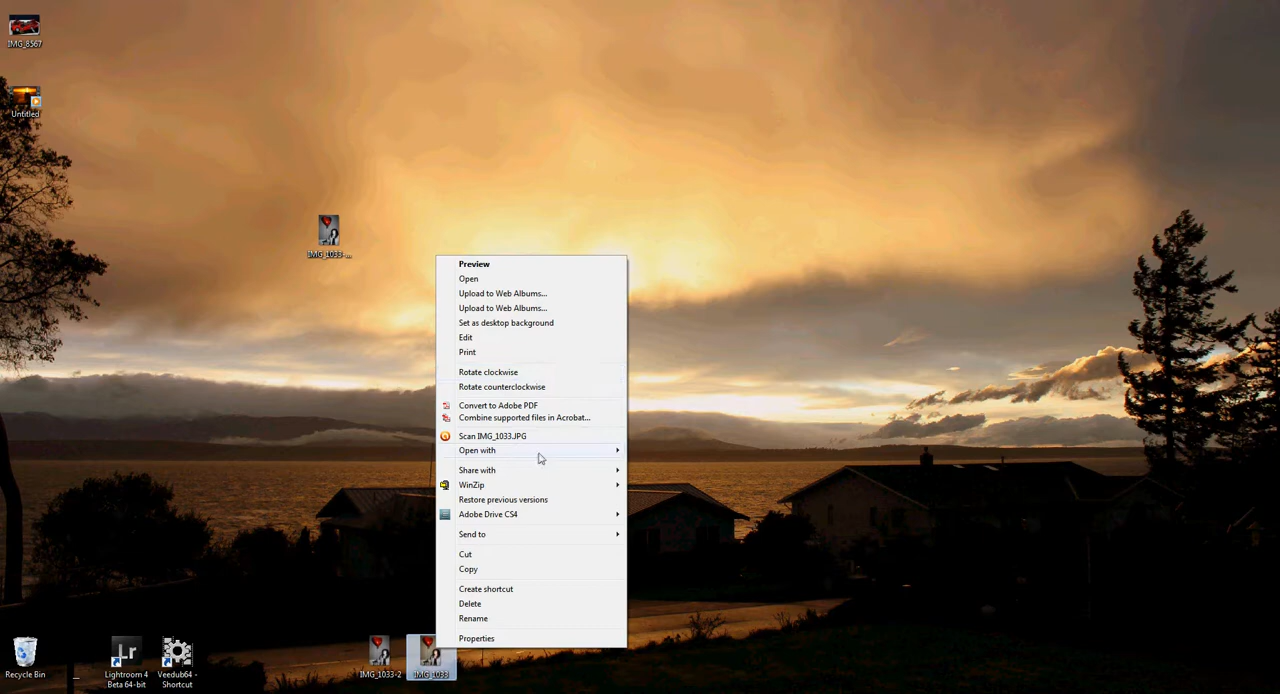 IMG_8567
Untitled
IMG_1033-...
Preview
Open
Upload to Web Albums...
Upload to Web Albums...
Set as desktop background
Edit
Print
Rotate clockwise
Rotate counterclockwise
Convert to Adobe PDF
Combine supported files in Acrobat...
Scan IMG_1033.JPG
Open with
Share with
WinZip
Restore previous versions
Adobe Drive CS4
Send to
Cut
Copy
Create shortcut
Delete
Rename
Properties
Recycle Bin
Lr
Lightroom 4
Beta 64-bit
Veedub64 -
Shortcut
IMG_1033-2
IMG_1033